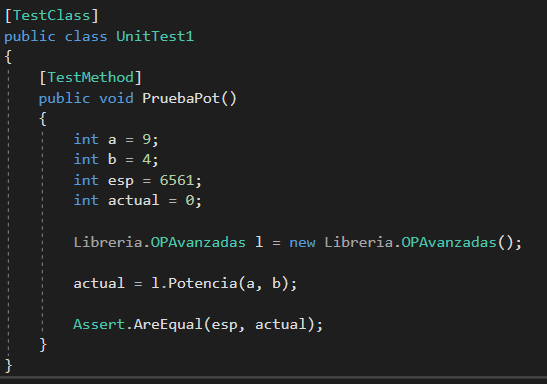 [TestClass]
public class UnitTest1
{
[TestMethod]
public void PruebaPot()
{
int a = 9;
int b = 4;
int esp = 6561;
int actual = 0;
Libreria.OPAvanzadas l = new Libreria.OPAvanzadas();
actual = l.Potencia(a, b);
Assert.AreEqual(esp, actual);
}
}